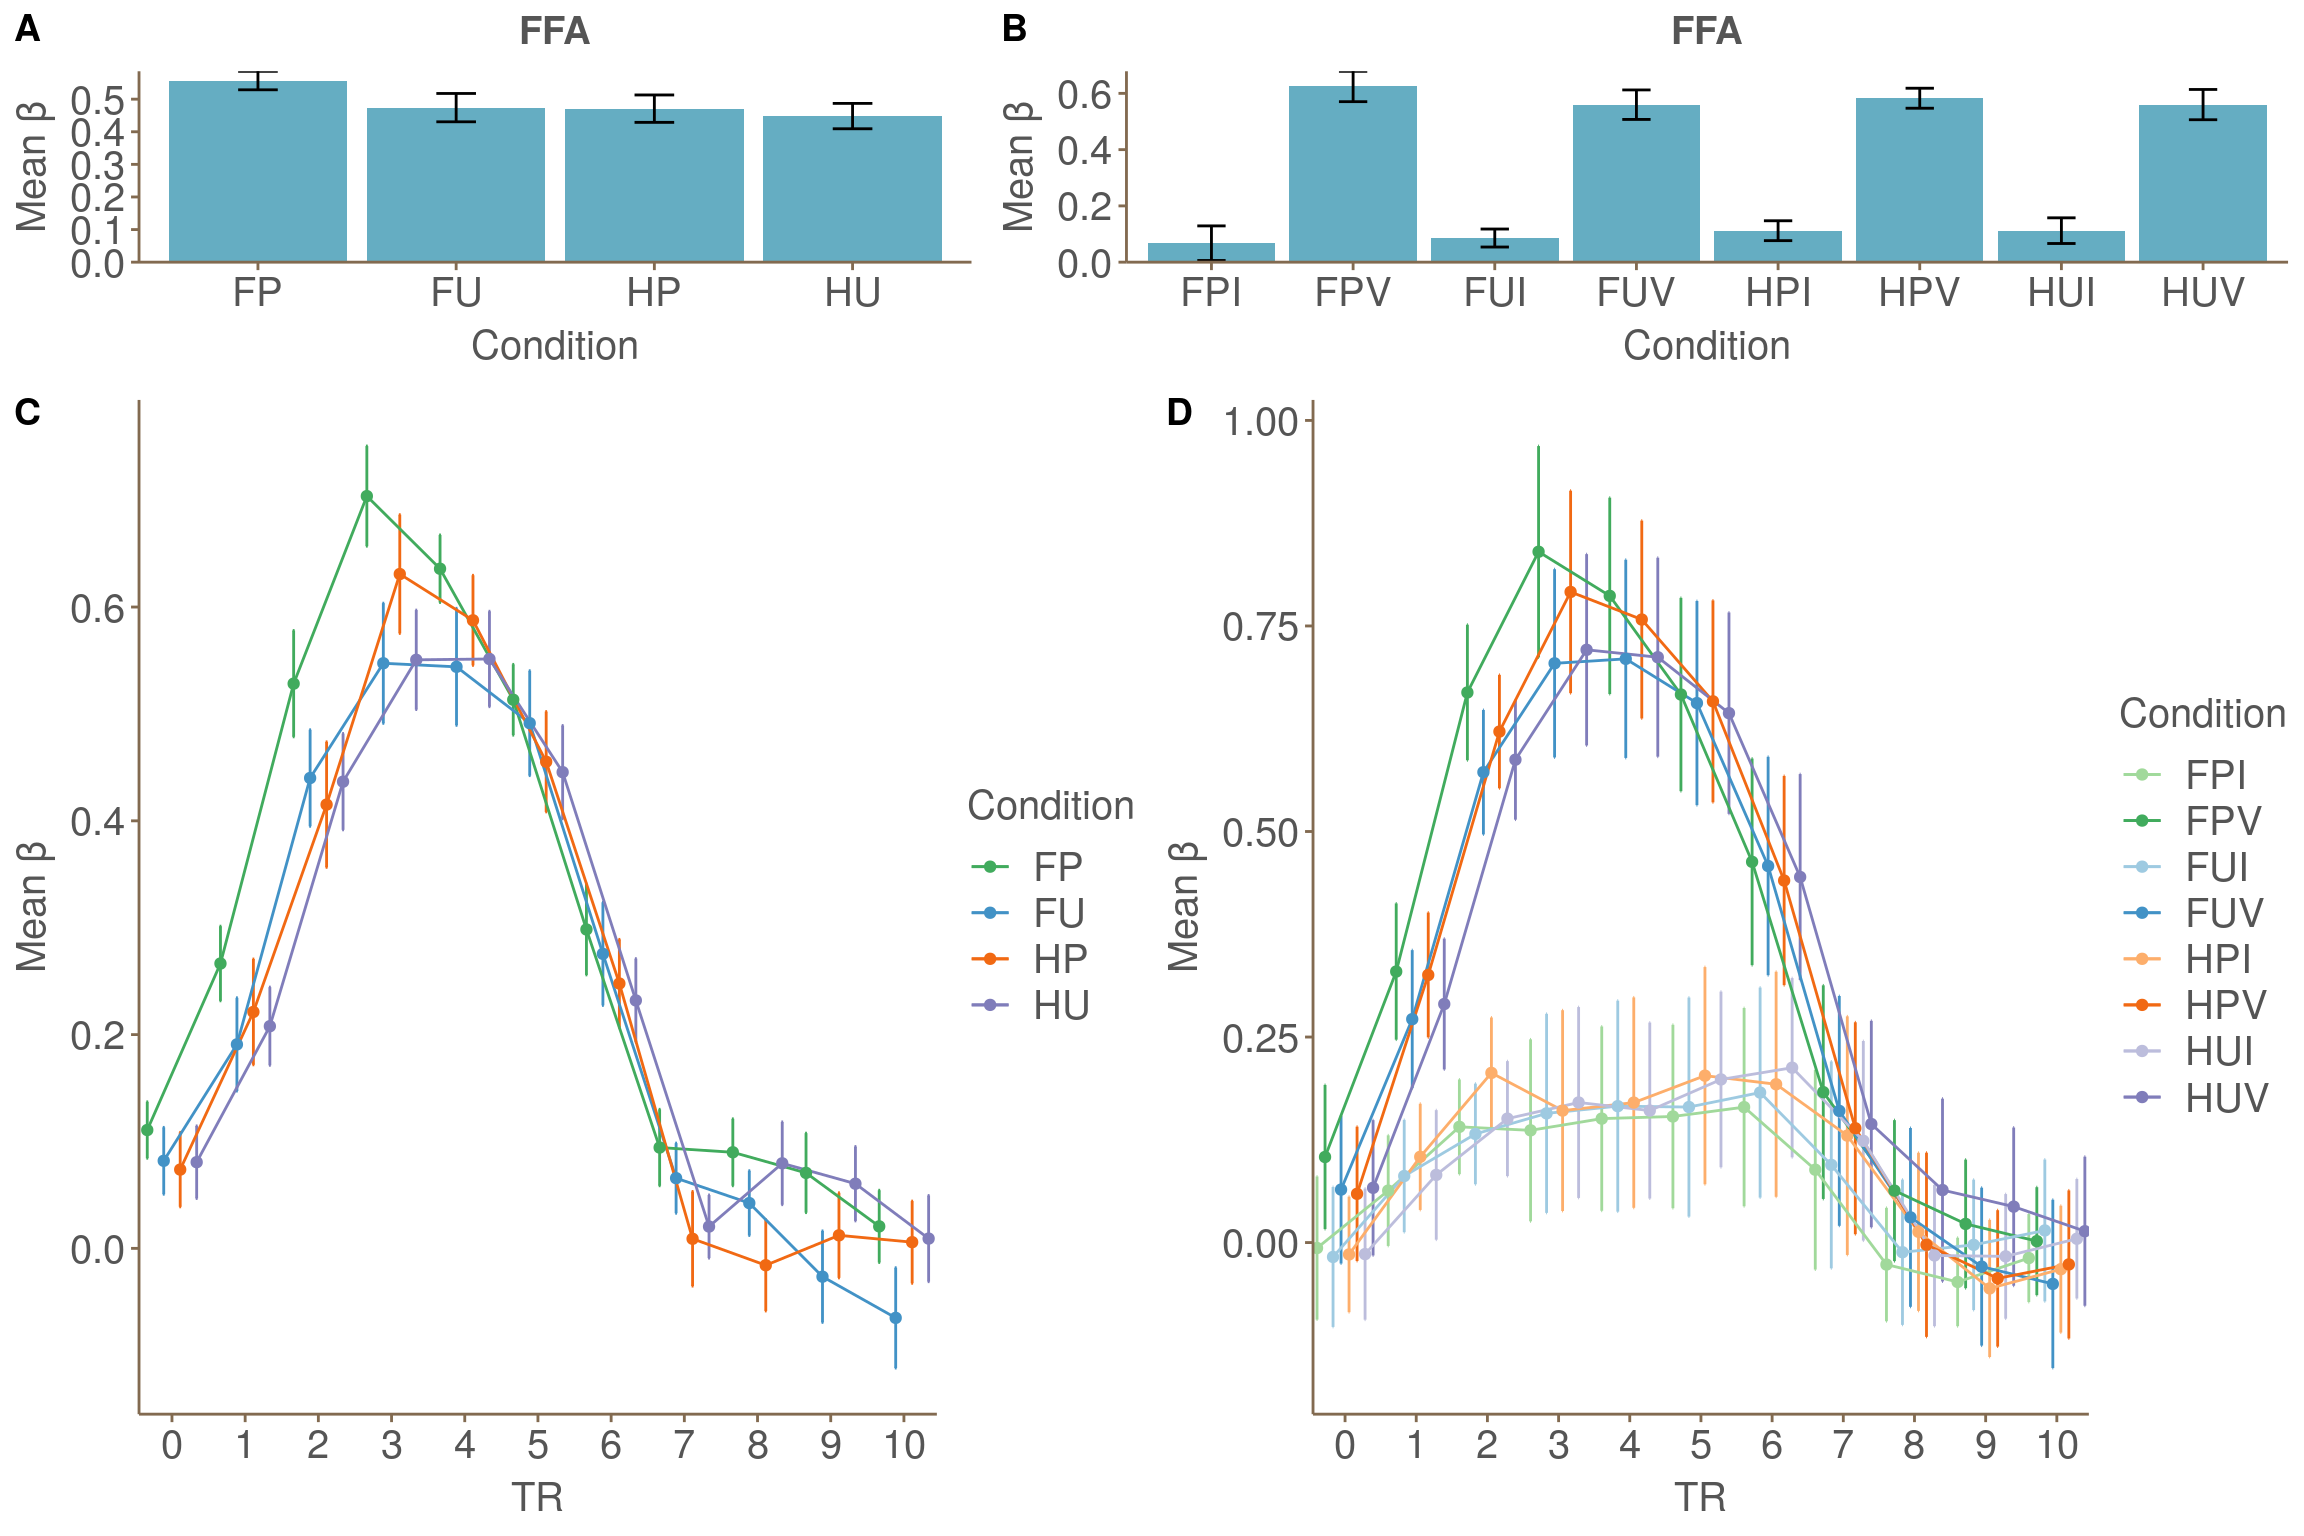 A
FFA
Mean β
0.5
0.4
0.3
0.2
0.1
0.0
FP FU HP HU
Condition
B
FFA
Mean β
0.6
0.4
0.2
0.0
FPI FPV FUI FUV HPI HPV HUI HUV
Condition
C
Mean β
0.6
0.4
0.2
0.0
0 1 2 3 4 5 6 7 8 9 10
TR
Condition
FP
FU
HP
HU
D
Mean β
1.00
0.75
0.50
0.25
0.00
0 1 2 3 4 5 6 7 8 9 10
TR
Condition
FPI
FPV
FUI
FUV
HPI
HPV
HUI
HUV